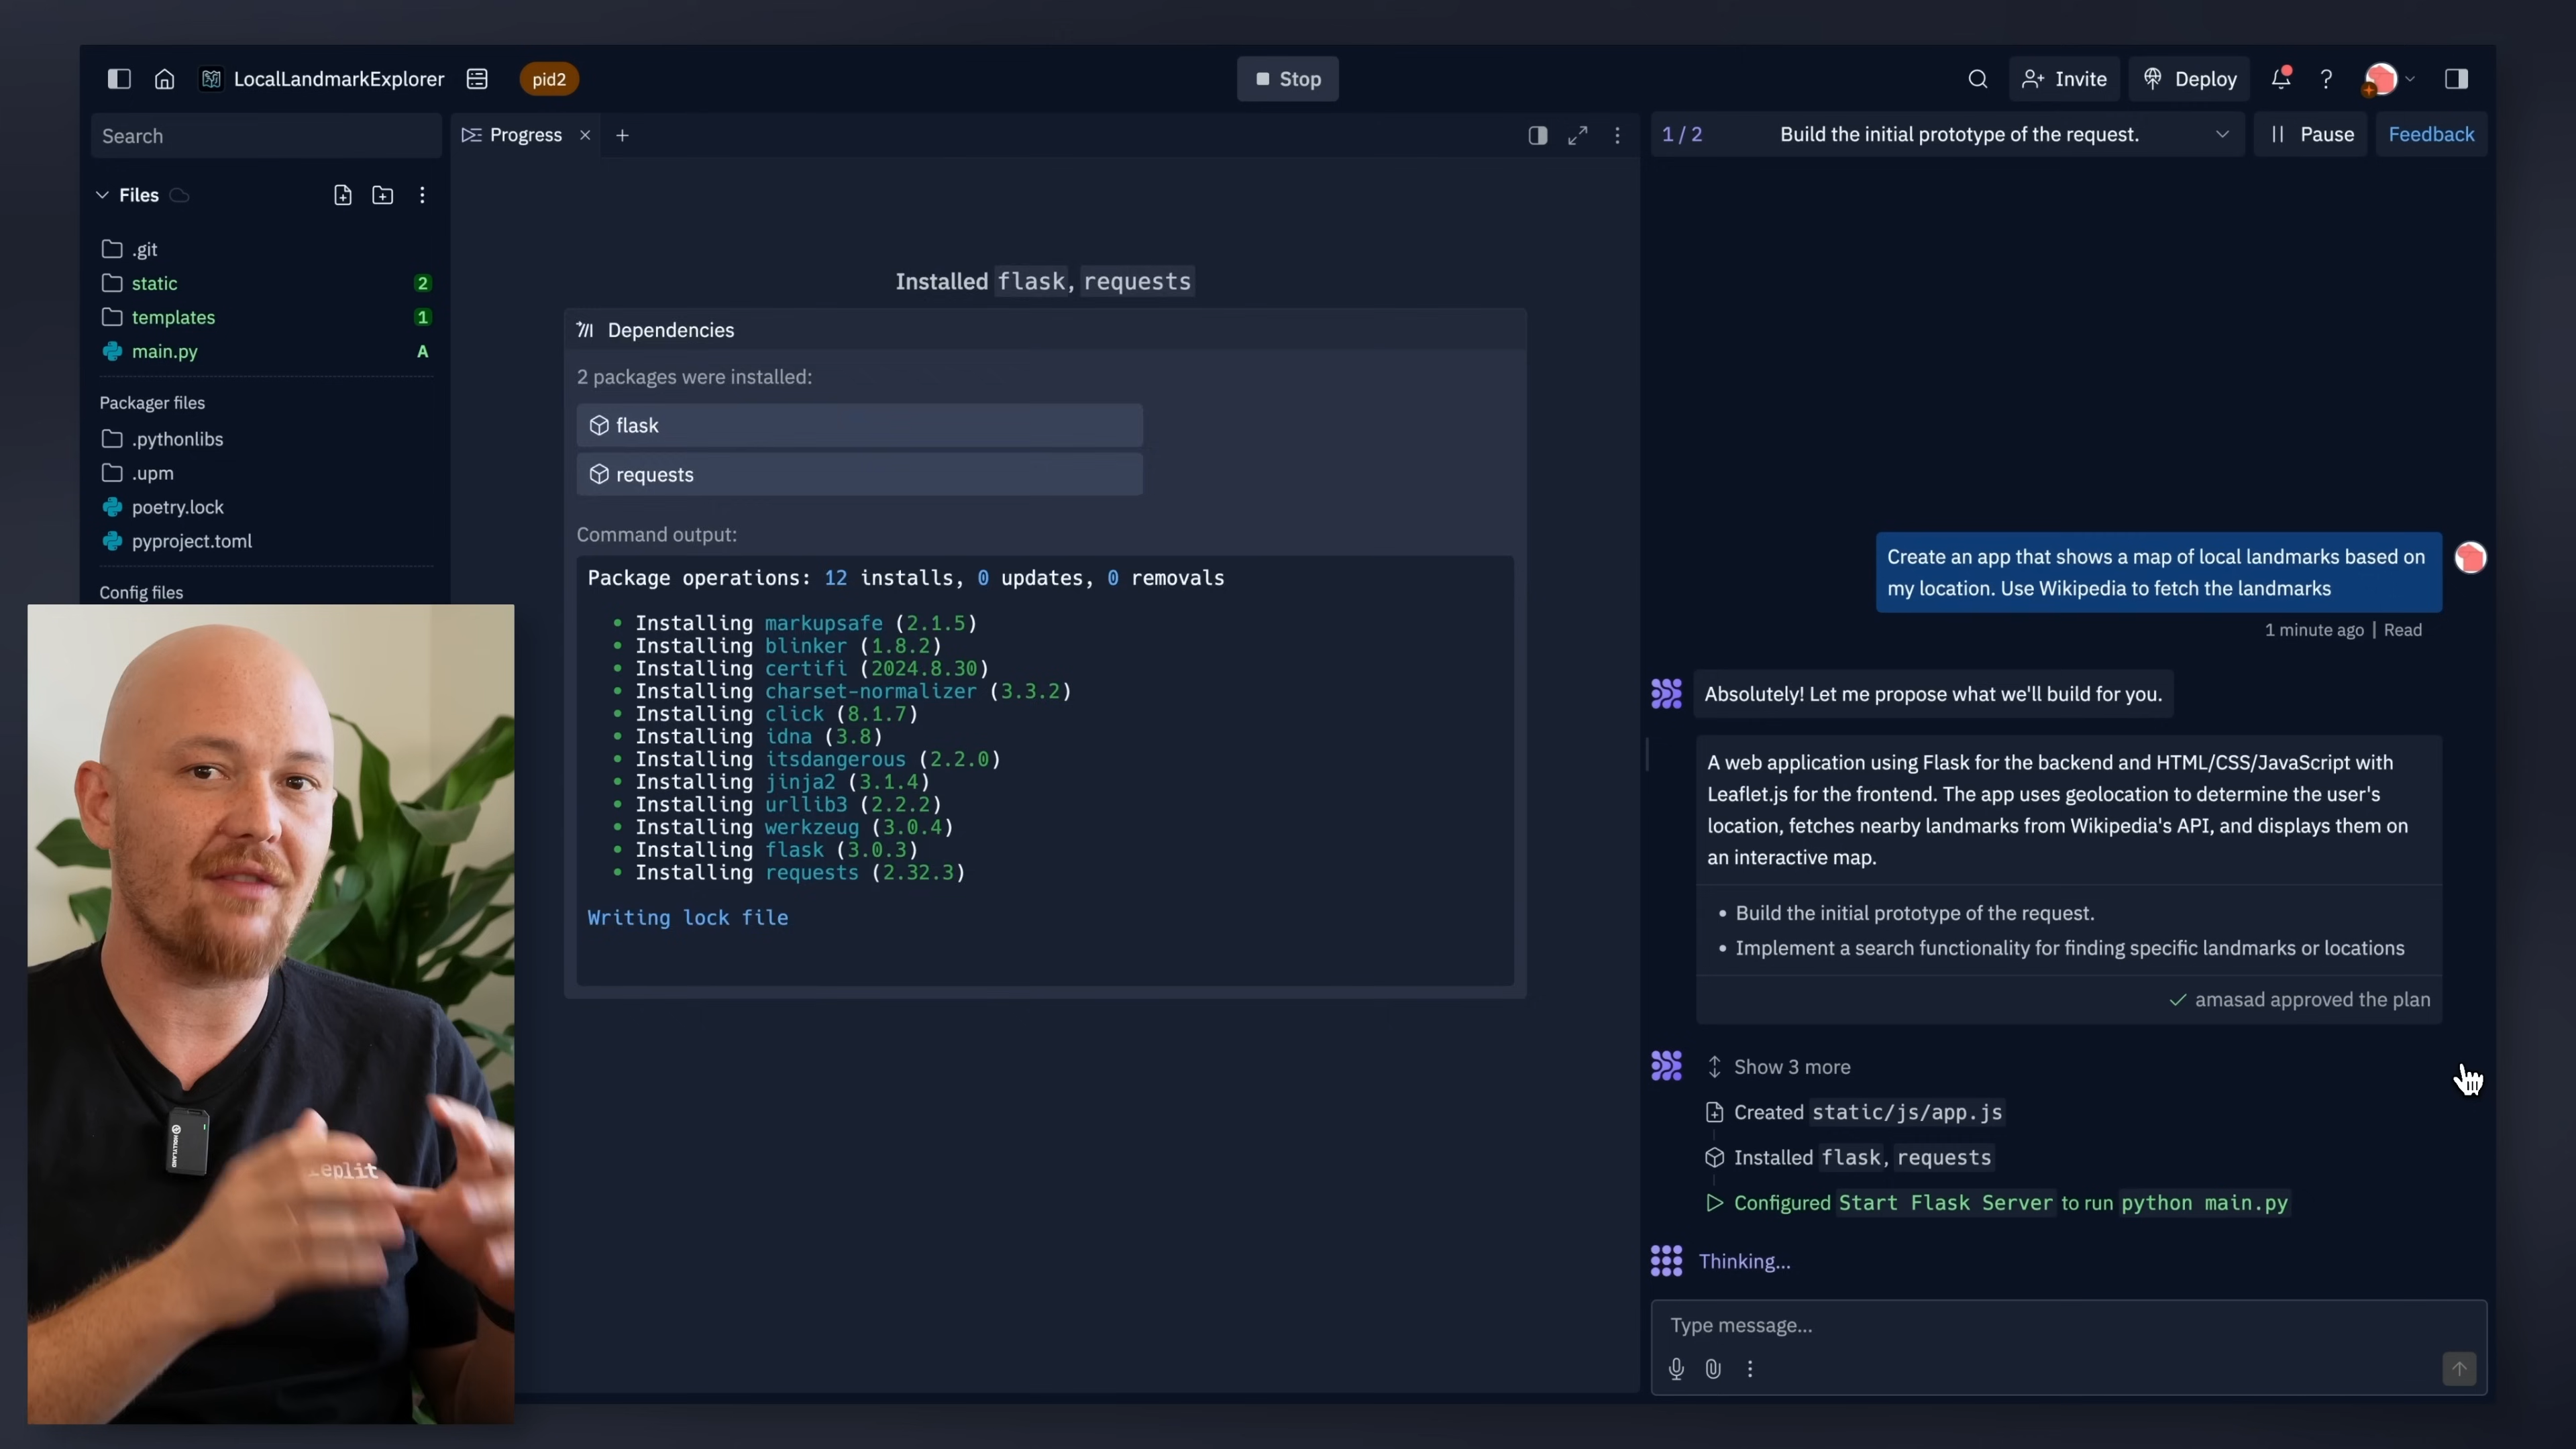 LocalLandmarkExplorer
pid2
Stop
Invite
Deploy
Search
Files
.git
static 2
templates 1
main.py A
Packager files
.pythonlibs
.upm
poetry.lock
pyproject.toml
Config files
Progress
Installed flask, requests
Dependencies
2 packages were installed:
flask
requests
Command output:
Package operations: 12 installs, 0 updates, 0 removals
• Installing markupsafe (2.1.5)
• Installing blinker (1.8.2)
• Installing certifi (2024.8.30)
• Installing charset-normalizer (3.3.2)
• Installing click (8.1.7)
• Installing idna (3.8)
• Installing itsdangerous (2.2.0)
• Installing jinja2 (3.1.4)
• Installing urllib3 (2.2.2)
• Installing werkzeug (3.0.4)
• Installing flask (3.0.3)
• Installing requests (2.32.3)
Writing lock file
1 / 2
Build the initial prototype of the request.
Pause
Feedback
Create an app that shows a map of local landmarks based on
my location. Use Wikipedia to fetch the landmarks
1 minute ago | Read
Absolutely! Let me propose what we'll build for you.
A web application using Flask for the backend and HTML/CSS/JavaScript with
Leaflet.js for the frontend. The app uses geolocation to determine the user's
location, fetches nearby landmarks from Wikipedia's API, and displays them on
an interactive map.
• Build the initial prototype of the request.
• Implement a search functionality for finding specific landmarks or locations
amasad approved the plan
Show 3 more
Created static/js/app.js
Installed flask, requests
Configured Start Flask Server to run python main.py
Thinking...
Type message...
HOLLYLAND
replit